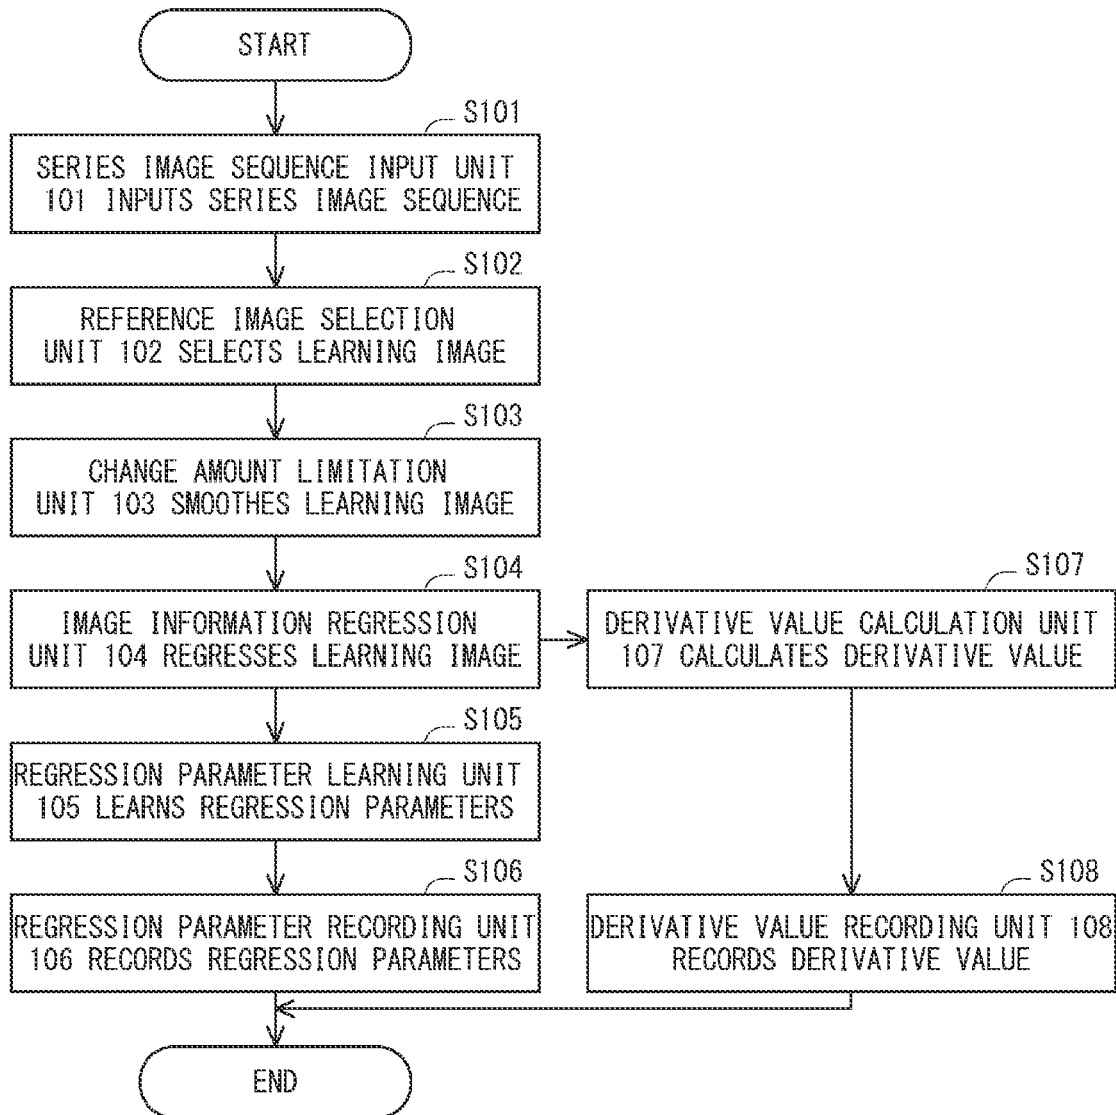 START
S101
SERIES IMAGE SEQUENCE INPUT UNIT
101 INPUTS SERIES IMAGE SEQUENCE
S102
REFERENCE IMAGE SELECTION
UNIT 102 SELECTS LEARNING IMAGE
S103
CHANGE AMOUNT LIMITATION
UNIT 103 SMOOTHES LEARNING IMAGE
S104
IMAGE INFORMATION REGRESSION
UNIT 104 REGRESSES LEARNING IMAGE
S107
DERIVATIVE VALUE CALCULATION UNIT
107 CALCULATES DERIVATIVE VALUE
S105
REGRESSION PARAMETER LEARNING UNIT
105 LEARNS REGRESSION PARAMETERS
S106
REGRESSION PARAMETER RECORDING UNIT
106 RECORDS REGRESSION PARAMETERS
S108
DERIVATIVE VALUE RECORDING UNIT 108
RECORDS DERIVATIVE VALUE
END